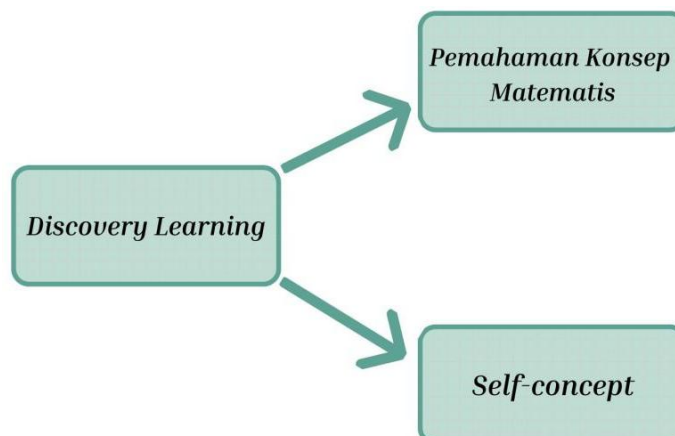 Pemahaman Konsep
Matematis
Discovery Learning
Self-concept